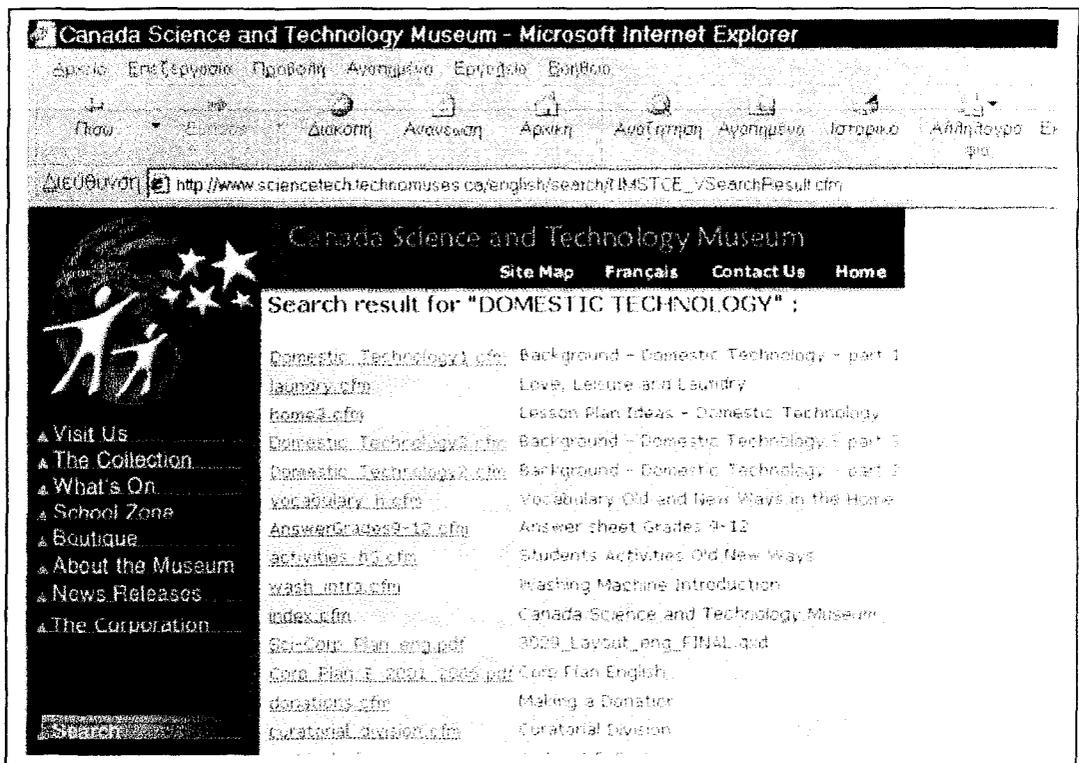 Canada Science and Technology Museum - Microsoft Internet Explorer
Αρχείο Επεξεργασία Προβολή Αγαπημένα Εργαλεία Βοήθεια
Πίσω Διακοπή Ανανέωση Αρχική Αναζήτηση Αγαπημένα Ιστορικό Αλληλογραφία
Διεύθυνση http://www.sciencetech.technomuses.ca/english/search/
Canada Science and Technology Museum
Site Map Français Contact Us Home
Search result for "DOMESTIC TECHNOLOGY" :
Domestic_Technology1.cfm Background - Domestic Technology - part 1
laundry.cfm Love, Leisure and Laundry
home3.cfm Lesson Plan Ideas - Domestic Technology
Domestic_Technology3.cfm Background - Domestic Technology - part 3
Domestic_Technology2.cfm Background - Domestic Technology - part 2
vocabulary_h.cfm Vocabulary Old and New Ways in the Home
AnswerGrades9-12.cfm Answer sheet Grades 9-12
activities_h5.cfm Students Activities Old New Ways
wash_intro.cfm Washing Machine Introduction
index.cfm Canada Science and Technology Museum
Sci-Corp_Plan_eng.pdf 3029_Layout_eng_FINAL.qxd
Corp_Plan_E_2001_2006.pdf Corp Plan English
donations.cfm Making a Donation
curatorial_division.cfm Curatorial Division
Visit Us
The Collection
What's On
School Zone
Boutique
About the Museum
News Releases
The Corporation
Search